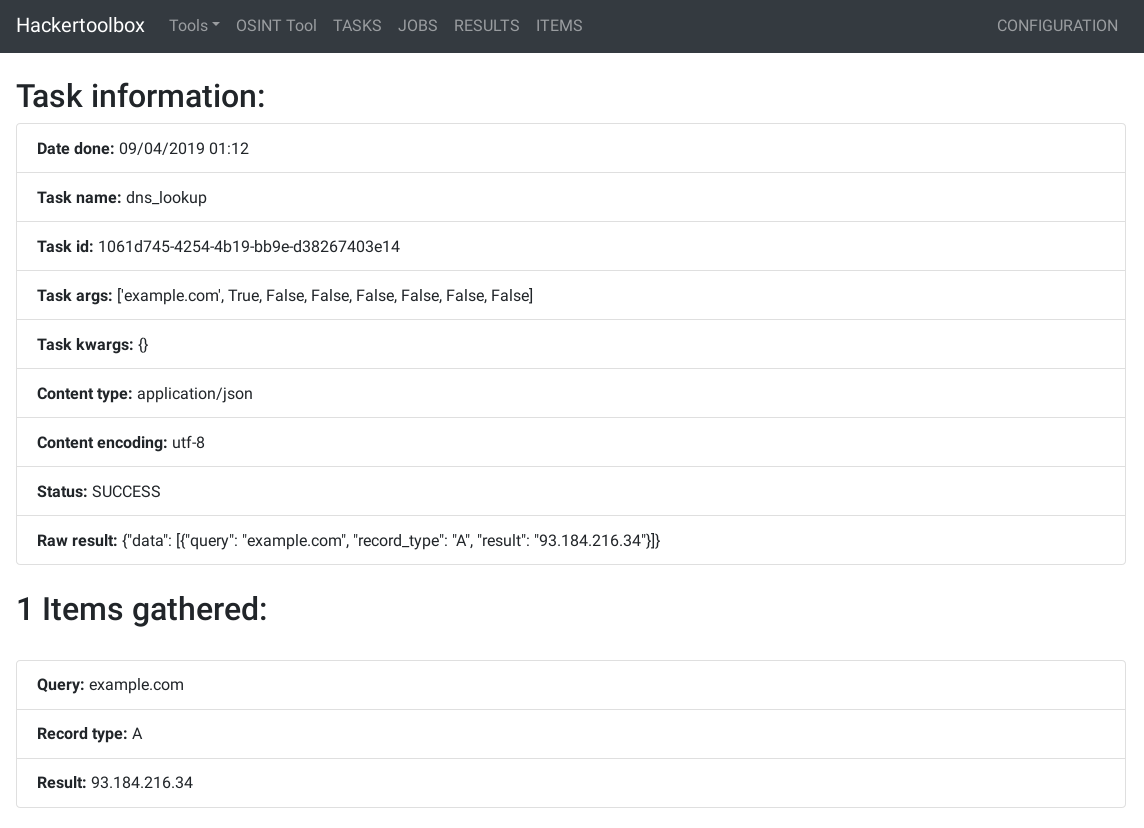 Hackertoolbox Tools OSINT Tool TASKS JOBS RESULTS ITEMS CONFIGURATION
Task information:
Date done: 09/04/2019 01:12
Task name: dns_lookup
Task id: 1061d745-4254-4b19-bb9e-d38267403e14
Task args: ['example.com', True, False, False, False, False, False, False]
Task kwargs: {}
Content type: application/json
Content encoding: utf-8
Status: SUCCESS
Raw result: {"data": [{"query": "example.com", "record_type": "A", "result": "93.184.216.34"}]}
1 Items gathered:
Query: example.com
Record type: A
Result: 93.184.216.34